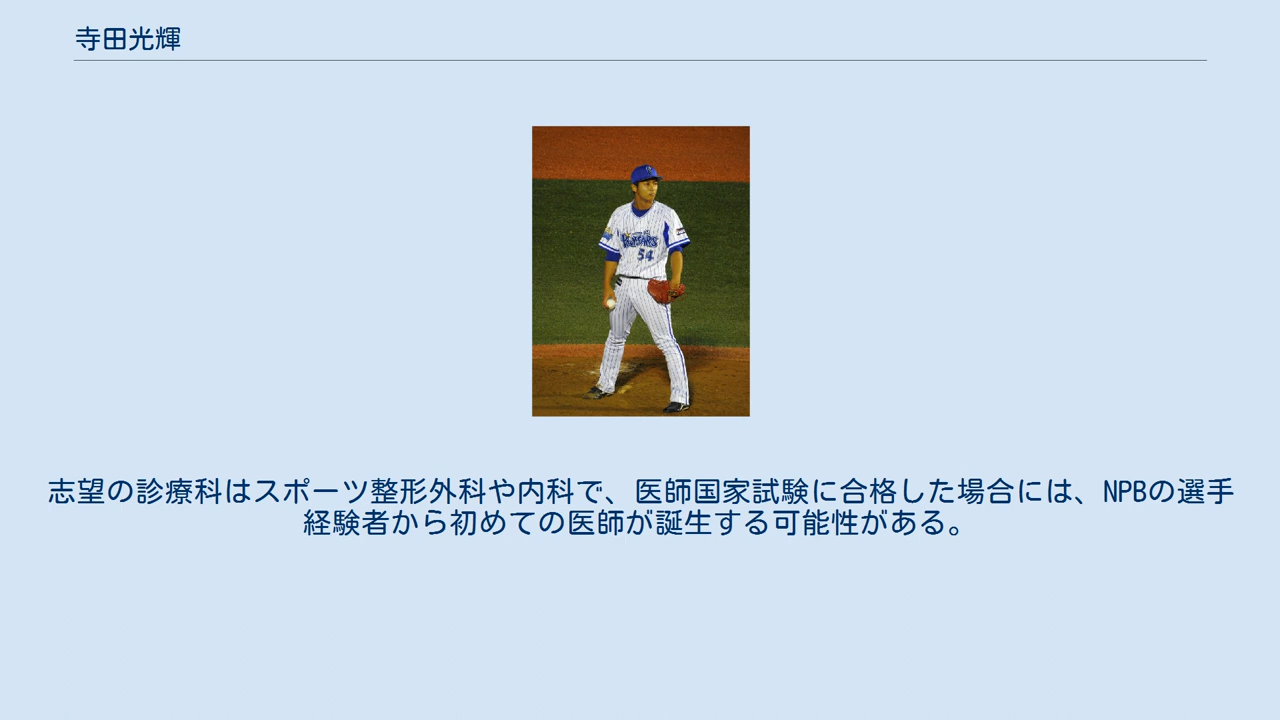 寺田光輝
BAYSTARS
54
志望の診療科はスポーツ整形外科や内科で、医師国家試験に合格した場合には、NPBの選手
経験者から初めての医師が誕生する可能性がある。